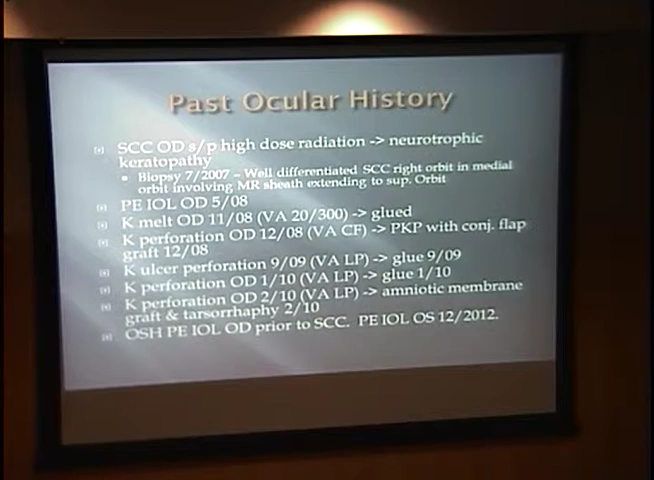 Past Ocular History
SCC OD s/p high dose radiation -> neurotrophic
keratopathy
Biopsy 7/2007 – Well differentiated SCC right orbit in medial
orbit involving MR sheath extending to sup. Orbit
PE IOL OD 5/08
K melt OD 11/08 (VA 20/300) -> glued
K perforation OD 12/08 (VA CF) -> PKP with conj. flap
graft 12/08
K ulcer perforation 9/09 (VA LP) -> glue 9/09
K perforation OD 1/10 (VA LP) -> glue 1/10
K perforation OD 2/10 (VA LP) -> amniotic membrane
graft & tarsorrhaphy 2/10
OSH PE IOL OD prior to SCC. PE IOL OS 12/2012.